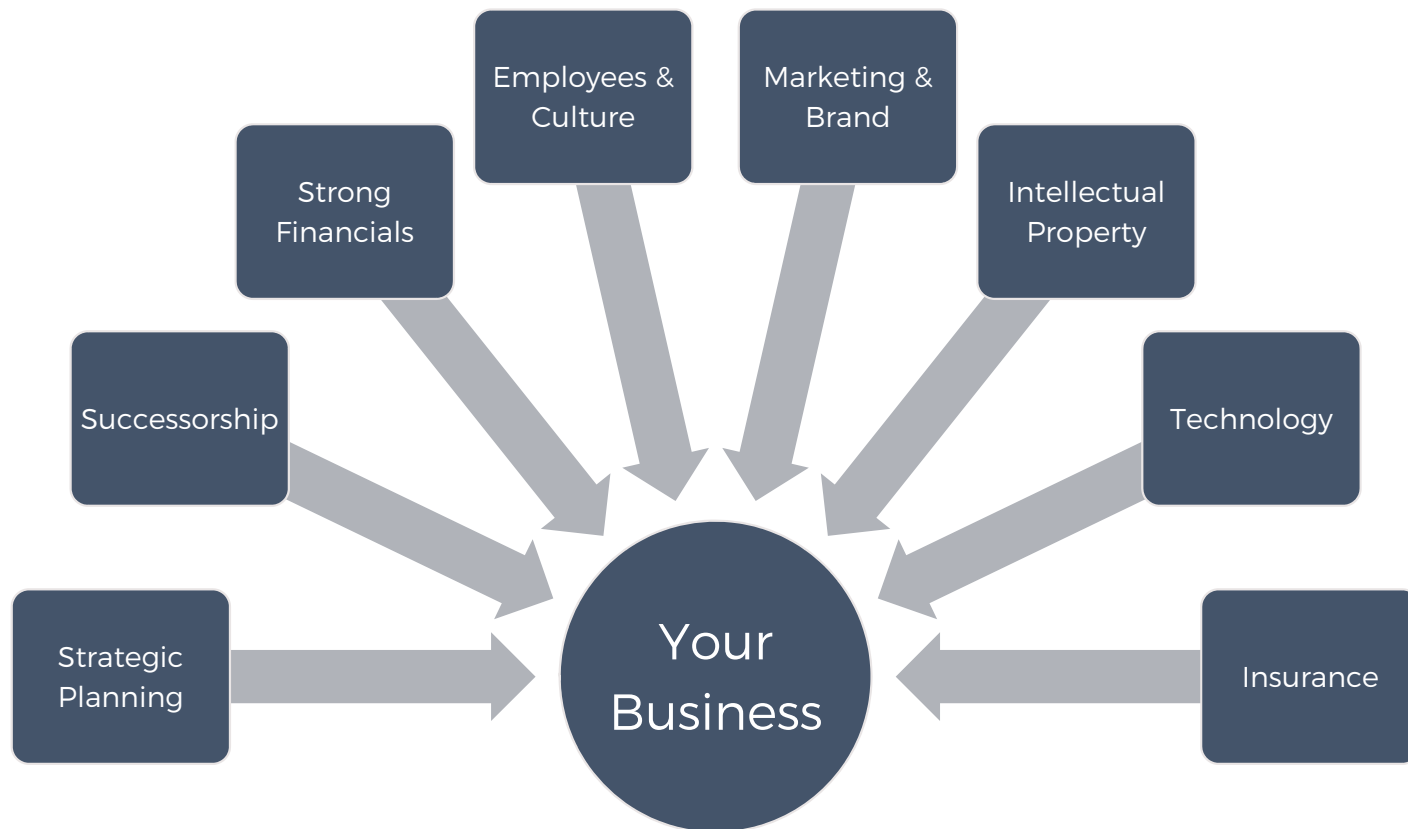 Employees &
Culture
Marketing &
Brand
Strong
Financials
Intellectual
Property
Successorship
Technology
Strategic
Planning
Your
Business
Insurance